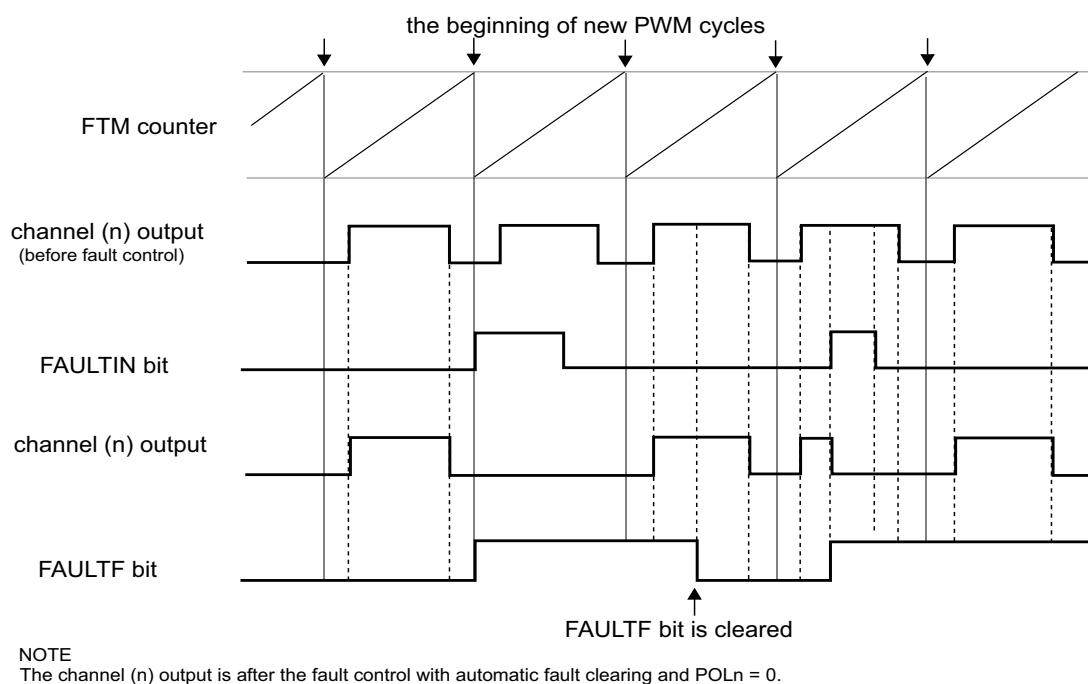 the beginning of new PWM cycles
FTM counter
channel (n) output
(before fault control)
FAULTIN bit
channel (n) output
FAULTF bit
FAULTF bit is cleared
NOTE
The channel (n) output is after the fault control with automatic fault clearing and POLn = 0.